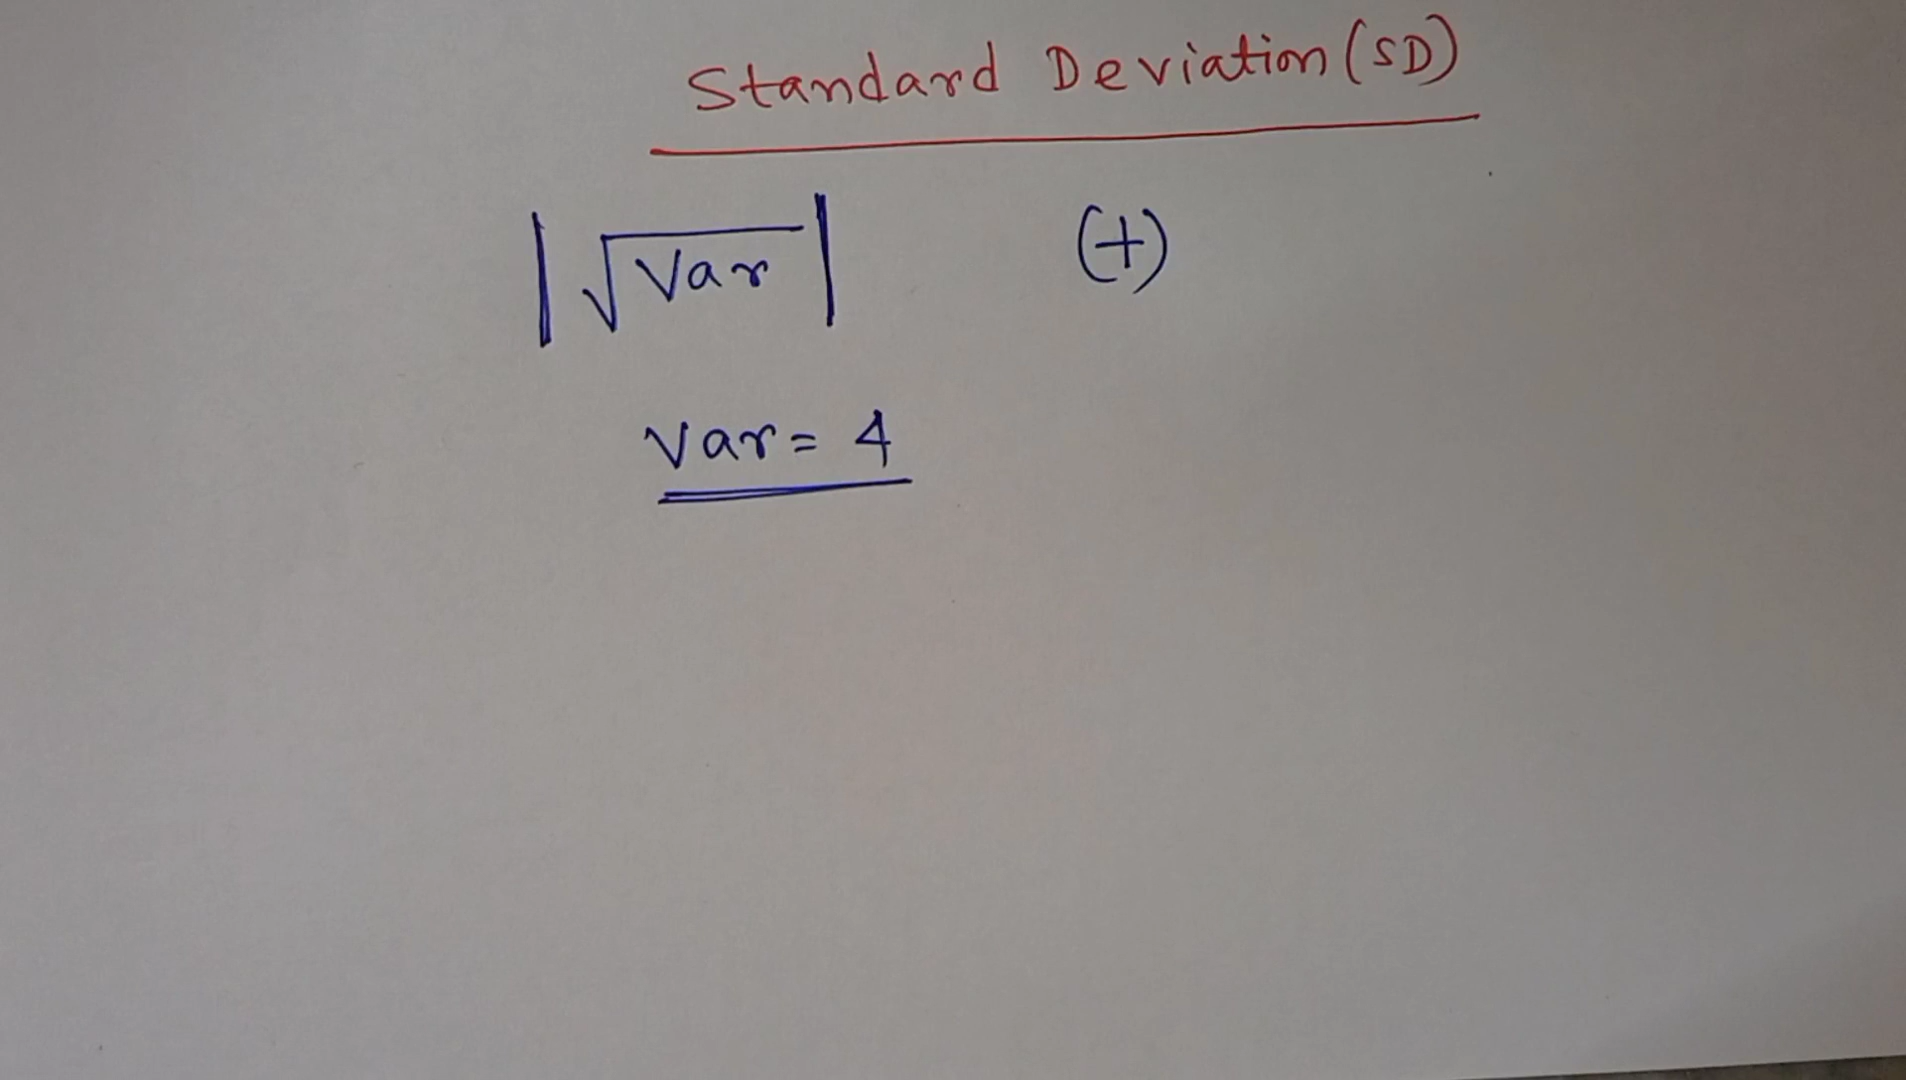 Standard Deviation (SD)
|√Var| (+)
Var = 4